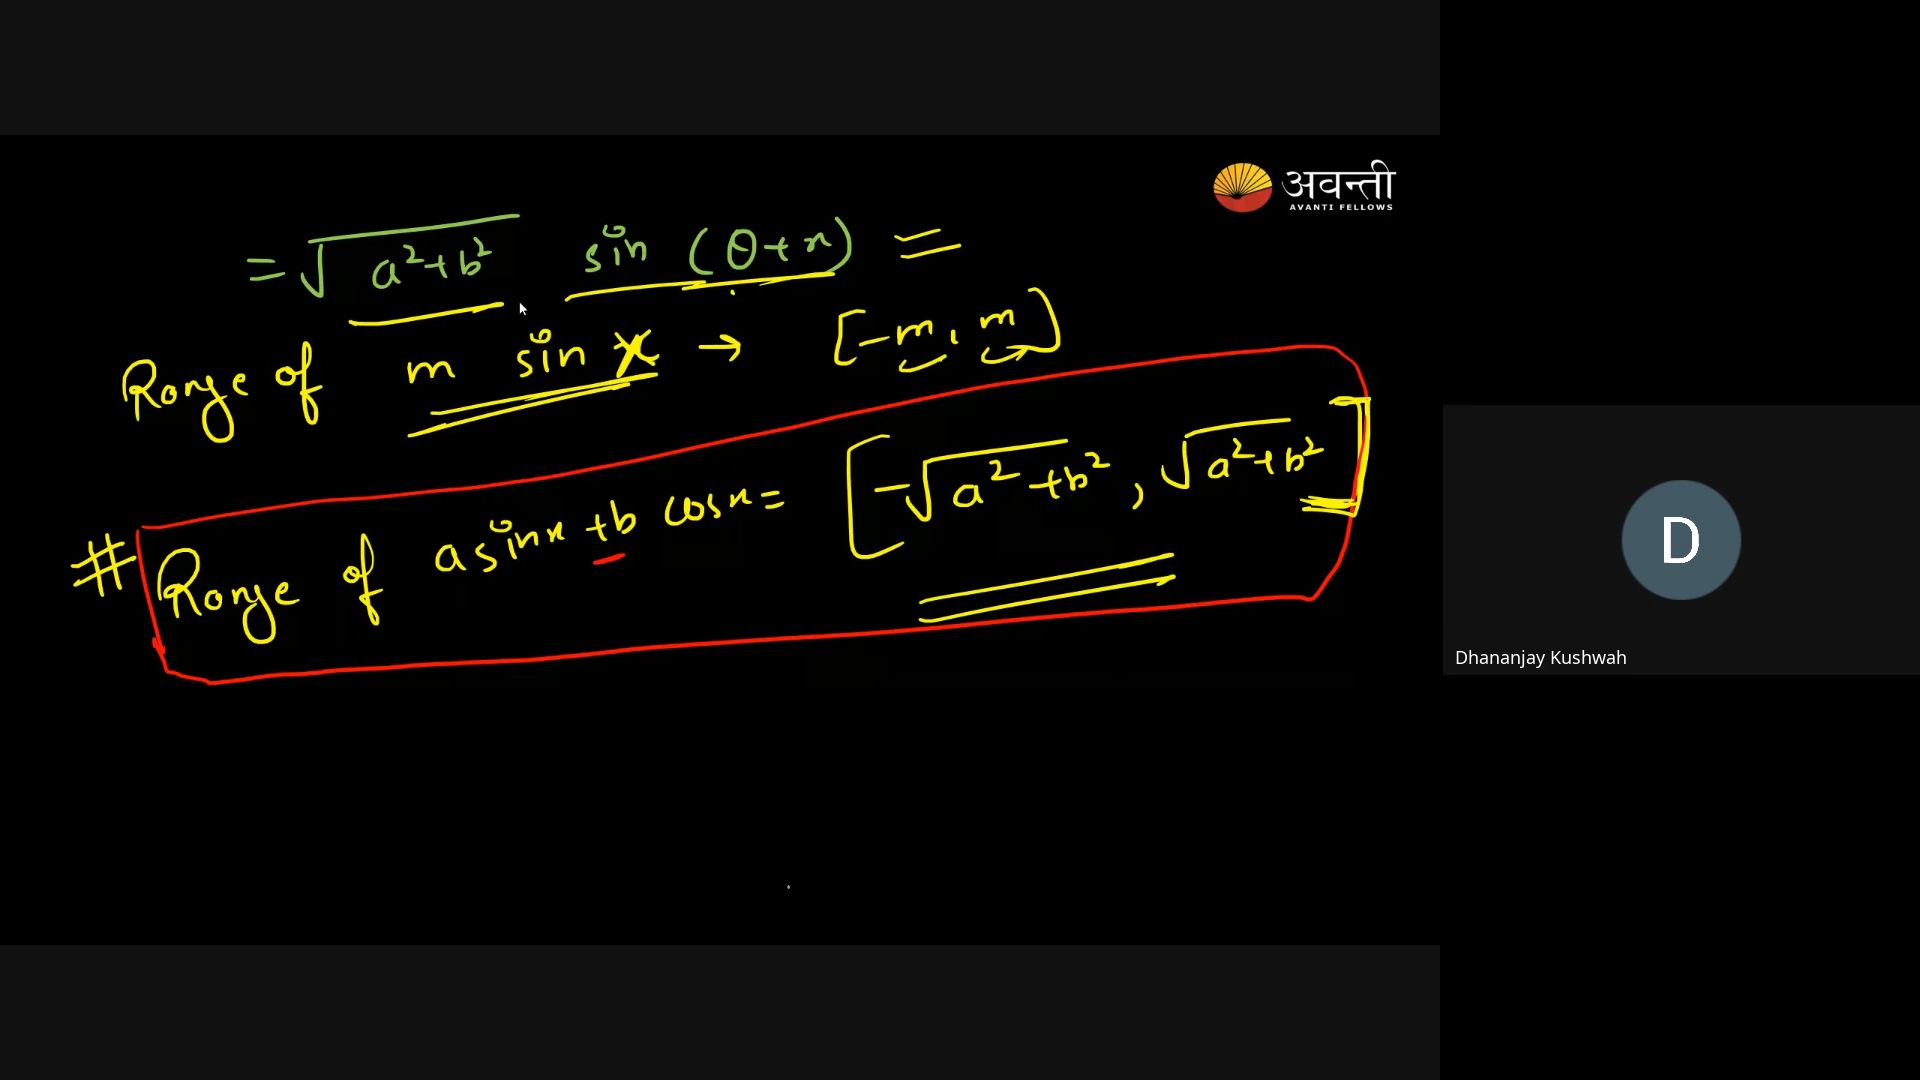 अवन्ती
AVANTI FELLOWS
= √a²+b² sin (θ+x) =
Range of m sin x → [-m, m]
# Range of a sinx + b cosx = [-√a²+b², √a²+b²]
D
Dhananjay Kushwah